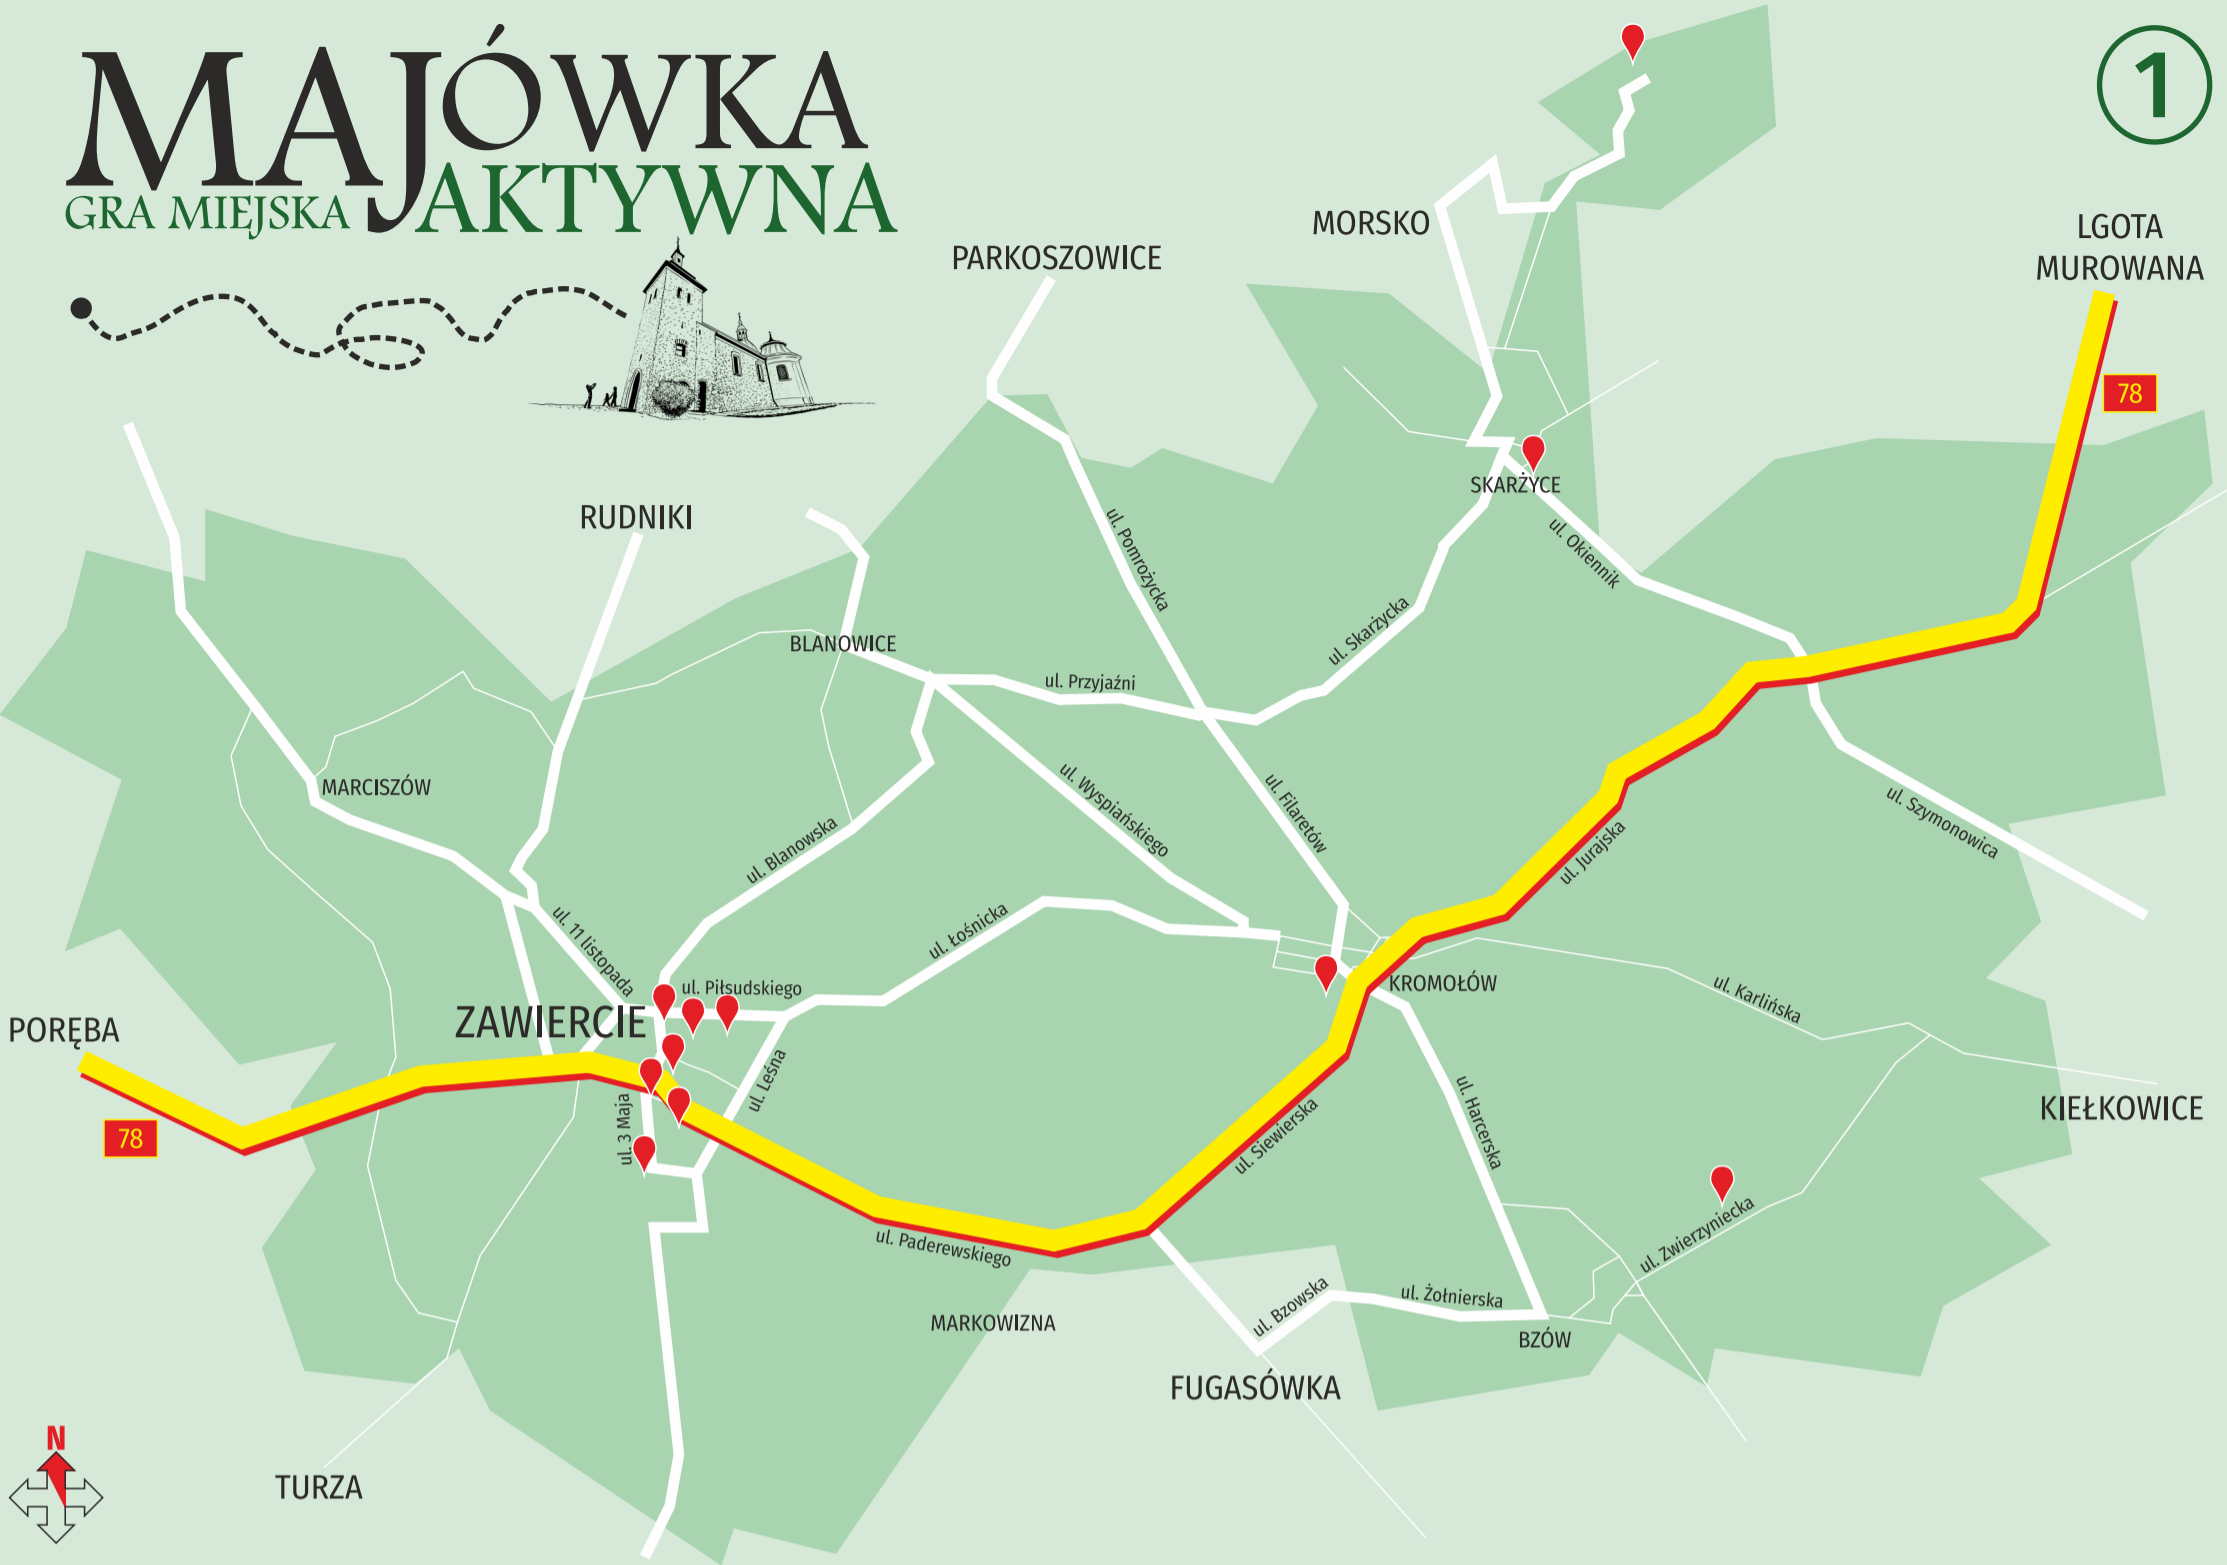 MAJÓWKA
GRA MIEJSKA AKTYWNA
1
MORSKO
LGOTA
MUROWANA
PARKOSZOWICE
78
SKARŻYCE
RUDNIKI
ul. Pomrożycka
ul. Okiennik
BLANOWICE
ul. Skarżycka
ul. Przyjaźni
MARCISZÓW
ul. Wyspiańskiego
ul. Filaretów
ul. Blanowska
ul. Jurajska
ul. Szymonowica
ul. 11 listopada
ul. Łośnicka
ul. Piłsudskiego
KROMOŁÓW
ul. Karlińska
ZAWIERCIE
PORĘBA
ul. Leśna
ul. 3 Maja
78
ul. Siewierska
ul. Harcerska
KIEŁKOWICE
ul. Paderewskiego
ul. Zwierzyniecka
ul. Bzowska
ul. Żołnierska
MARKOWIZNA
BZÓW
FUGASÓWKA
N
TURZA